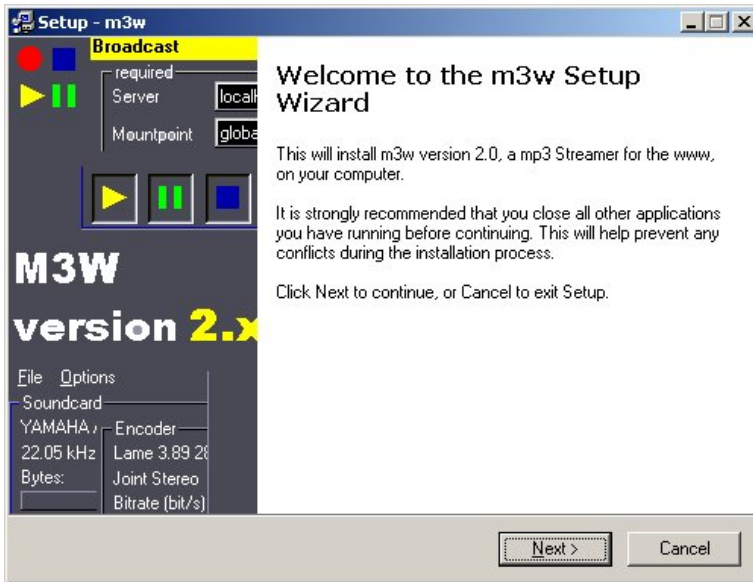 Setup - m3w
Broadcast
required
Server
Mountpoint
M3W
version 2.x
File Options
Soundcard
YAMAHA
22.05 kHz
Bytes:
Encoder
Lame 3.89
Joint Stereo
Bitrate (bit/s)
Welcome to the m3w Setup
Wizard
This will install m3w version 2.0, a mp3 Streamer for the www,
on your computer.
It is strongly recommended that you close all other applications
you have running before continuing. This will help prevent any
conflicts during the installation process.
Click Next to continue, or Cancel to exit Setup.
Next >
Cancel